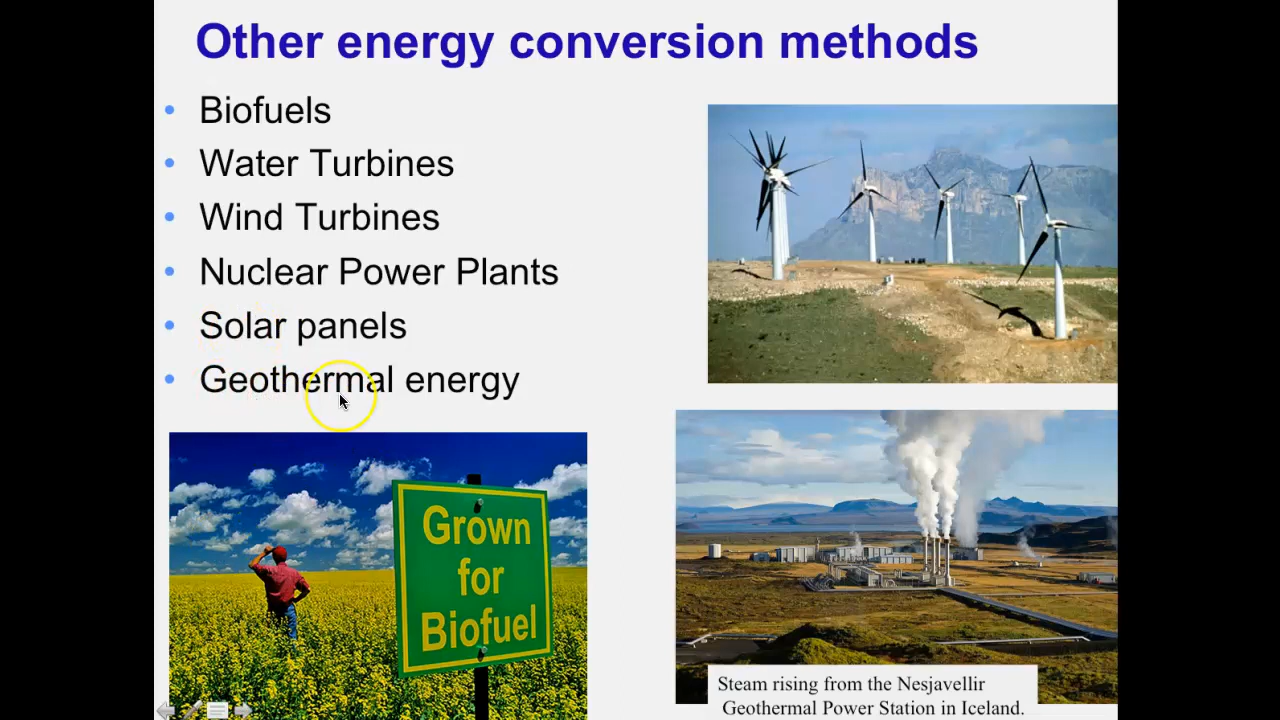 Other energy conversion methods
• Biofuels
• Water Turbines
• Wind Turbines
• Nuclear Power Plants
• Solar panels
• Geothermal energy
Grown
for
Biofuel
Steam rising from the Nesjavellir
Geothermal Power Station in Iceland.